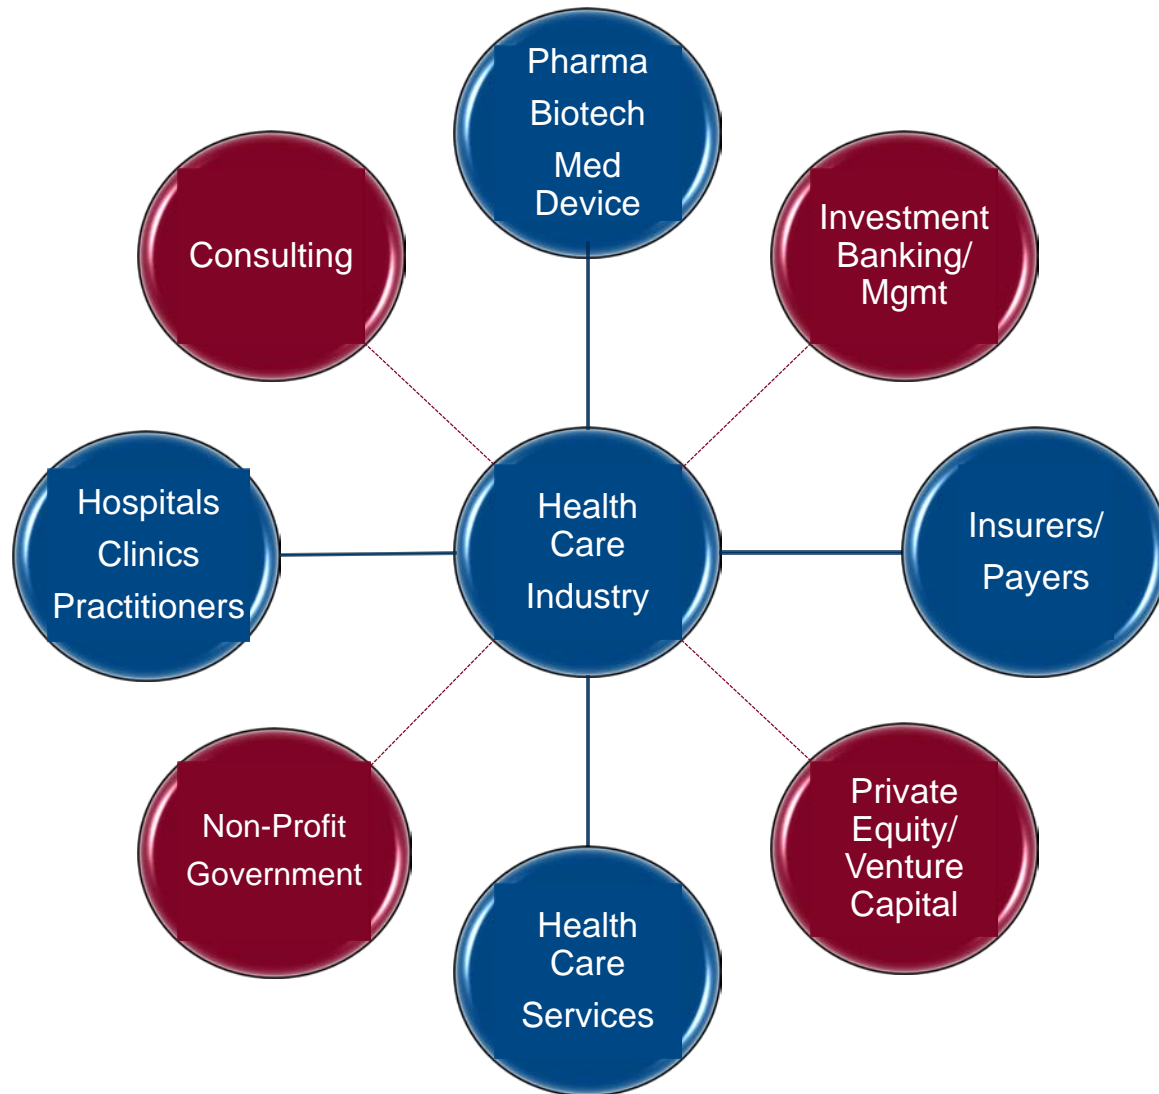 Pharma
Biotech
Med
Device
Consulting
Investment
Banking/
Mgmt
Hospitals
Clinics
Practitioners
Health
Care
Industry
Insurers/
Payers
Non-Profit
Government
Private
Equity/
Venture
Capital
Health
Care
Services